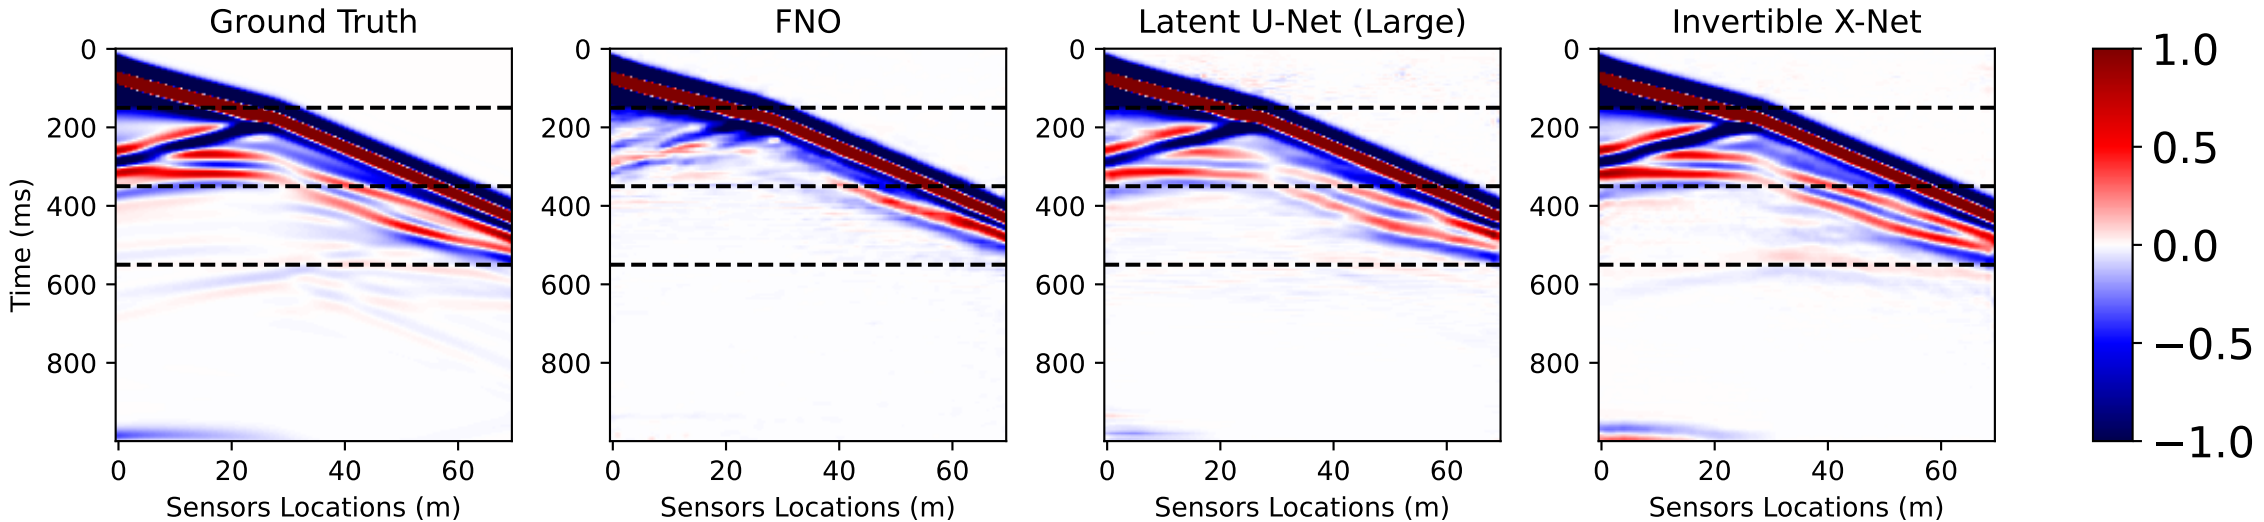 Ground Truth
FNO
Latent U-Net (Large)
Invertible X-Net
Time (ms)
0
200
400
600
800
0
200
400
600
800
0
200
400
600
800
0
200
400
600
800
0 20 40 60
0 20 40 60
0 20 40 60
0 20 40 60
Sensors Locations (m)
Sensors Locations (m)
Sensors Locations (m)
Sensors Locations (m)
1.0
0.5
0.0
−0.5
−1.0